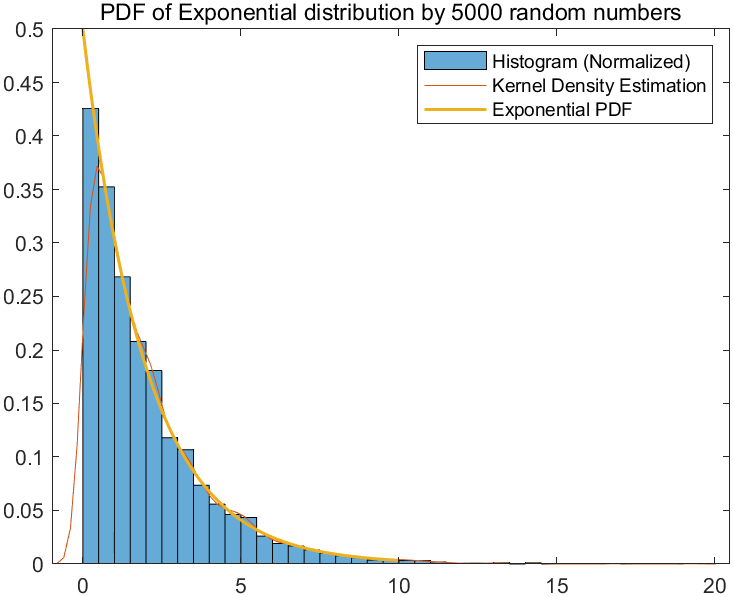 PDF of Exponential distribution by 5000 random numbers
0.5
0.45
0.4
0.35
0.3
0.25
0.2
0.15
0.1
0.05
0
Histogram (Normalized)
Kernel Density Estimation
Exponential PDF
0 5 10 15 20